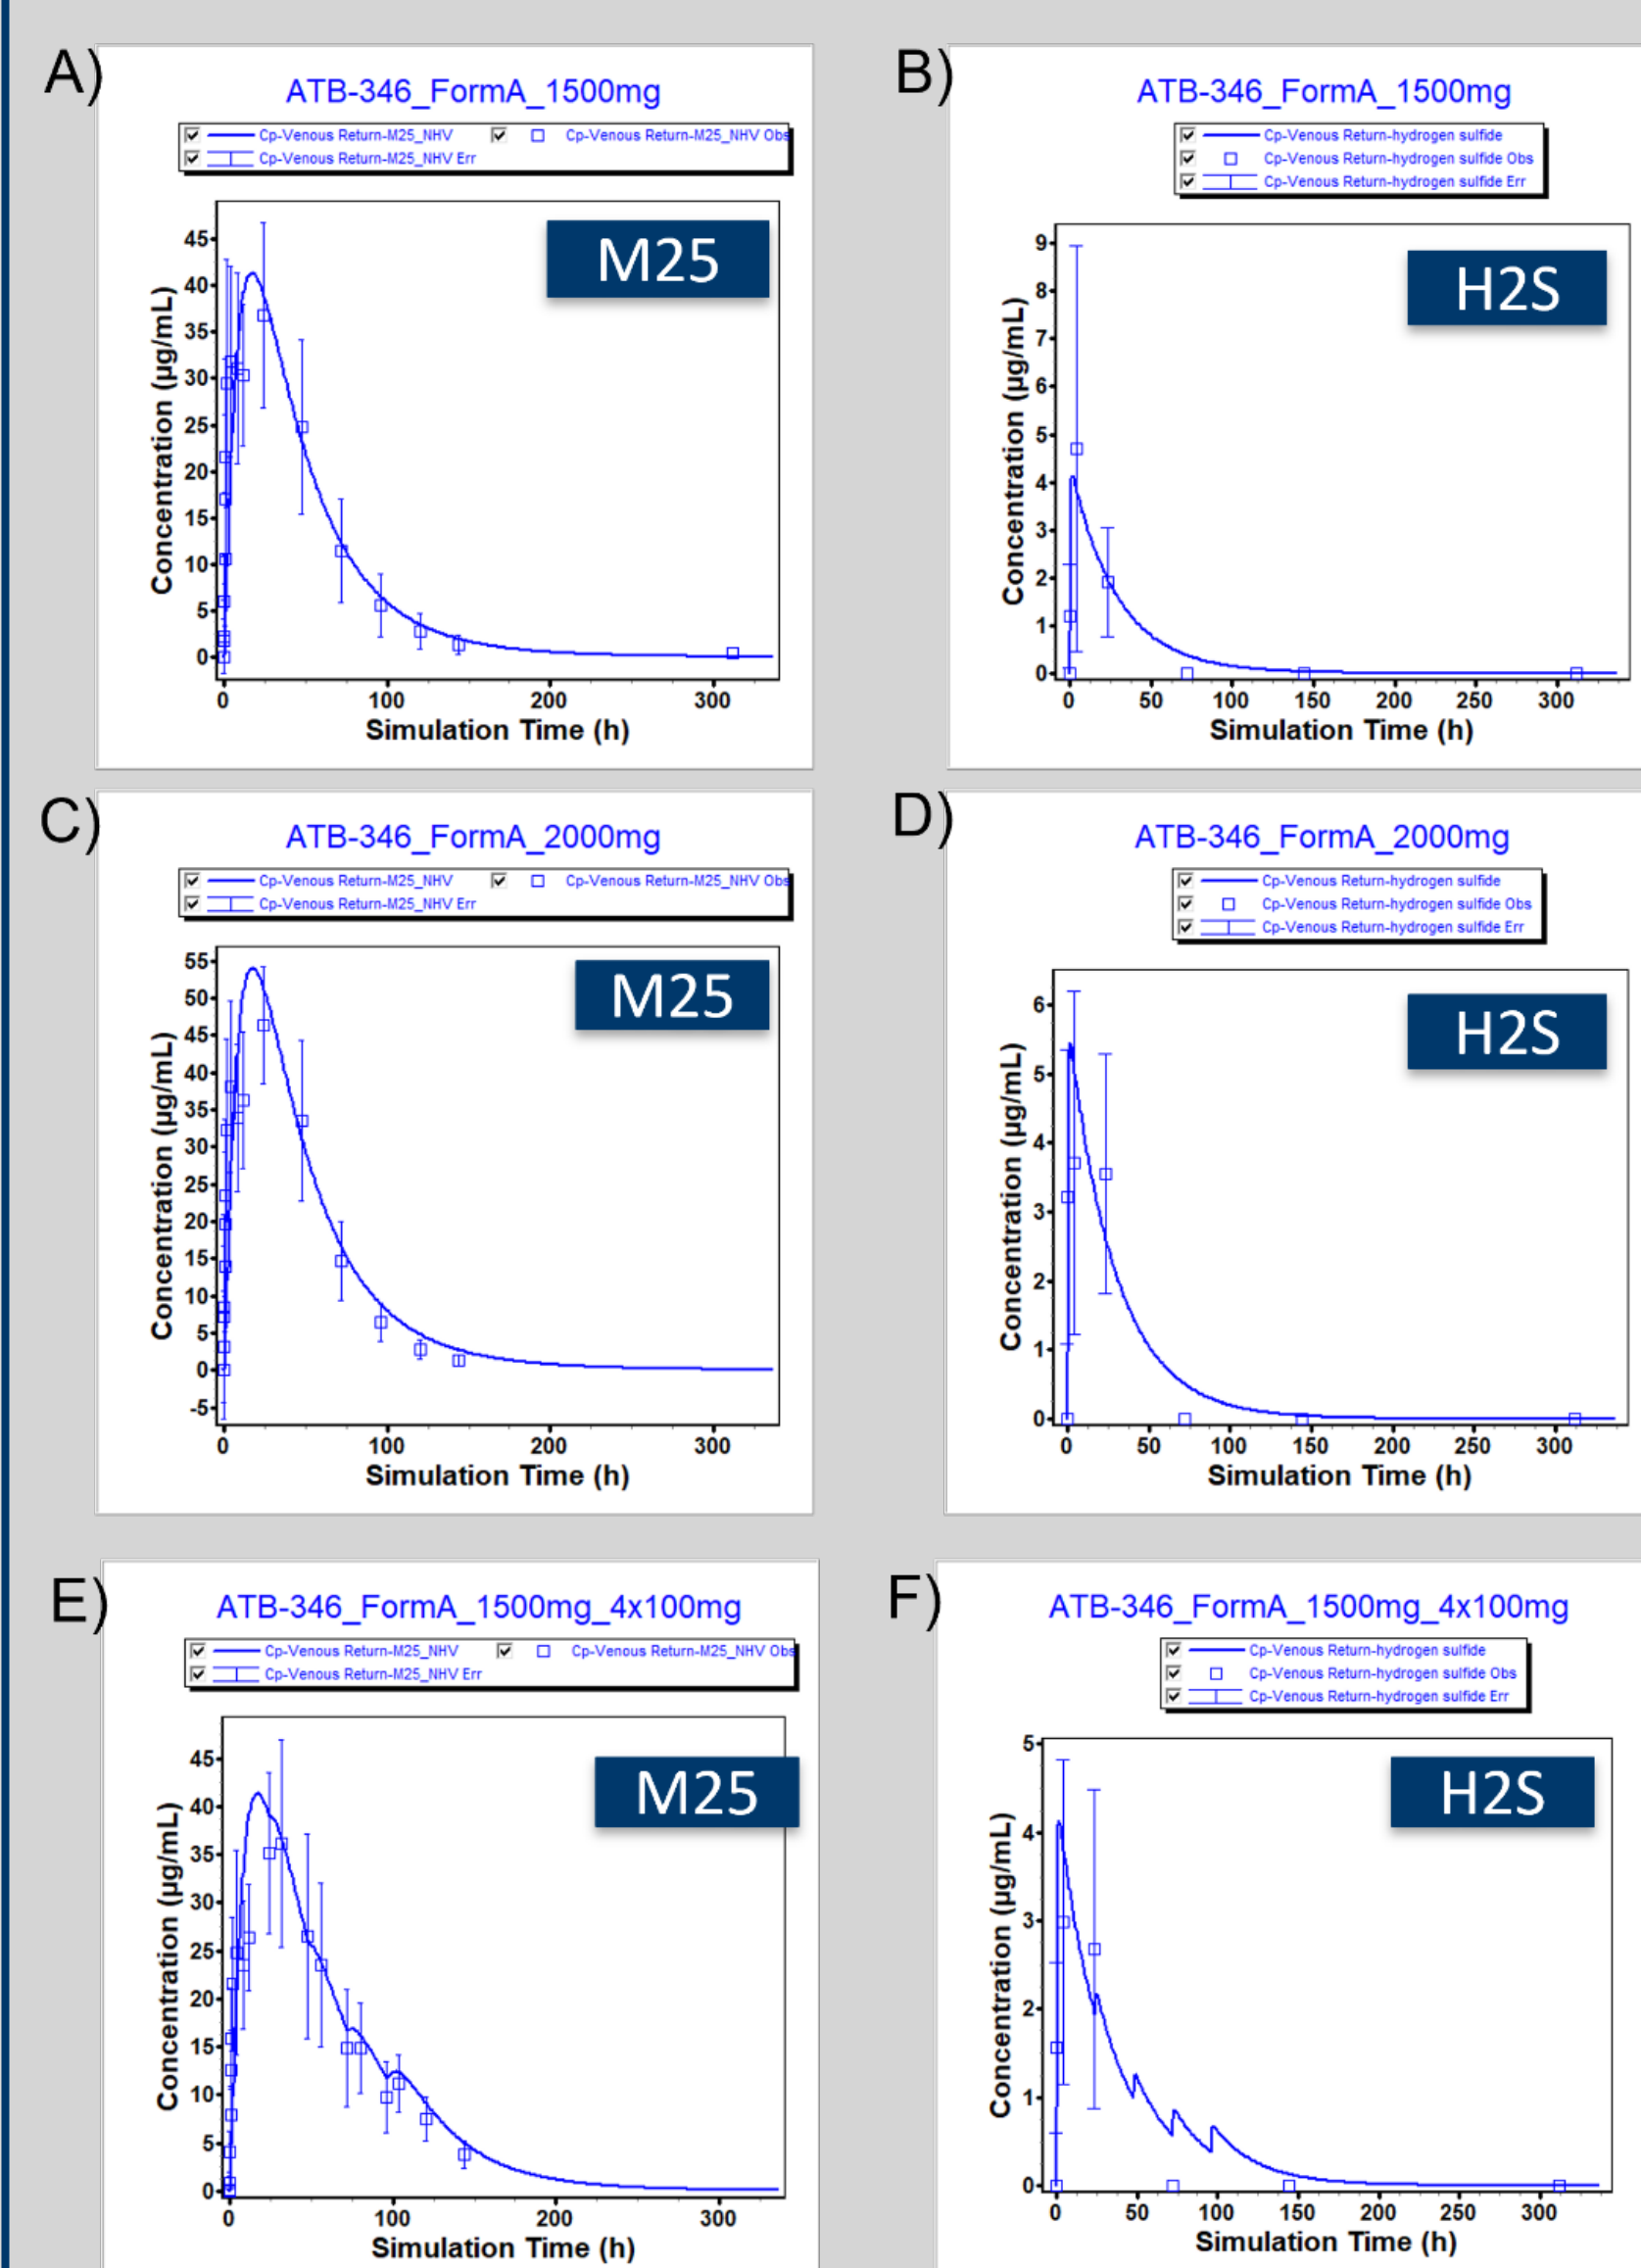 A)
ATB-346_FormA_1500mg
Cp-Venous Return-M25_NHV Cp-Venous Return-M25_NHV Obs
Cp-Venous Return-M25_NHV Err
M25
Concentration (µg/mL)
45
40
35
30
25
20
15
10
5
0
0 100 200 300
Simulation Time (h)
B)
ATB-346_FormA_1500mg
Cp-Venous Return-hydrogen sulfide
Cp-Venous Return-hydrogen sulfide Obs
Cp-Venous Return-hydrogen sulfide Err
H2S
Concentration (µg/mL)
9
8
7
6
5
4
3
2
1
0
0 50 100 150 200 250 300
Simulation Time (h)
C)
ATB-346_FormA_2000mg
Cp-Venous Return-M25_NHV Cp-Venous Return-M25_NHV Obs
Cp-Venous Return-M25_NHV Err
M25
Concentration (µg/mL)
55
50
45
40
35
30
25
20
15
10
5
0
-5
0 100 200 300
Simulation Time (h)
D)
ATB-346_FormA_2000mg
Cp-Venous Return-hydrogen sulfide
Cp-Venous Return-hydrogen sulfide Obs
Cp-Venous Return-hydrogen sulfide Err
H2S
Concentration (µg/mL)
6
5
4
3
2
1
0
0 50 100 150 200 250 300
Simulation Time (h)
E)
ATB-346_FormA_1500mg_4x100mg
Cp-Venous Return-M25_NHV Cp-Venous Return-M25_NHV Obs
Cp-Venous Return-M25_NHV Err
M25
Concentration (µg/mL)
45
40
35
30
25
20
15
10
5
0
0 100 200 300
Simulation Time (h)
F)
ATB-346_FormA_1500mg_4x100mg
Cp-Venous Return-hydrogen sulfide
Cp-Venous Return-hydrogen sulfide Obs
Cp-Venous Return-hydrogen sulfide Err
H2S
Concentration (µg/mL)
5
4
3
2
1
0
0 50 100 150 200 250 300
Simulation Time (h)